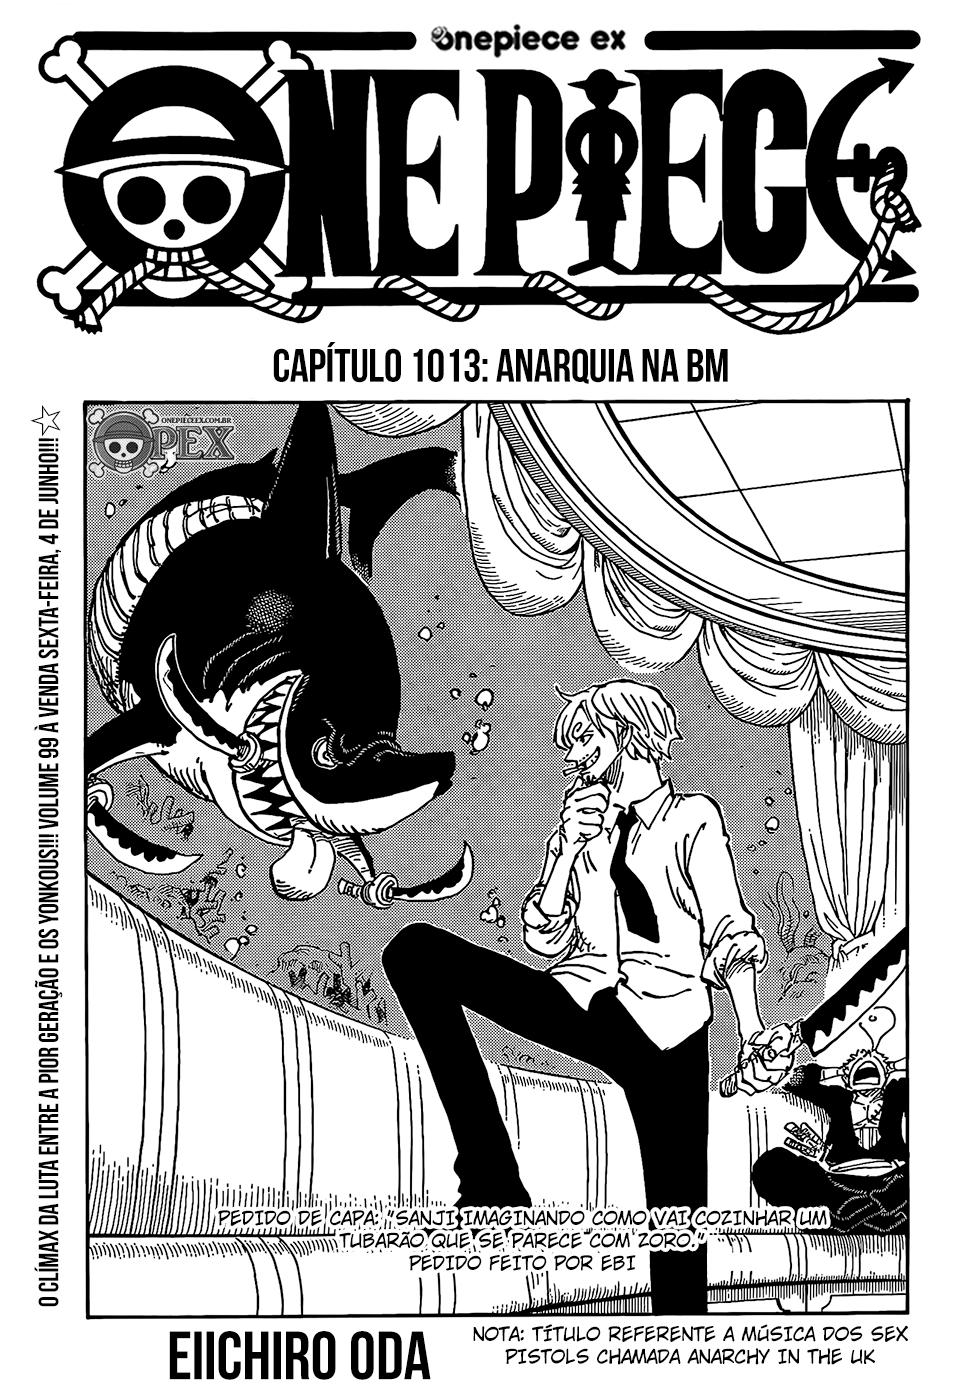 onepiece ex
ONE PIECE
CAPÍTULO 1013: ANARQUIA NA BM
O CLÍMAX DA LUTA ENTRE A PIOR GERAÇÃO E OS YONKOUS!!! VOLUME 99 À VENDA SEXTA-FEIRA, 4 DE JUNHO!!!☆
ONEPIECEEX.COM.BR
OPEX
PEDIDO DE CAPA: "SANJI IMAGINANDO COMO VAI COZINHAR UM
TUBARÃO QUE SE PARECE COM ZORO."
PEDIDO FEITO POR EBI
EIICHIRO ODA
NOTA: TÍTULO REFERENTE A MÚSICA DOS SEX
PISTOLS CHAMADA ANARCHY IN THE UK